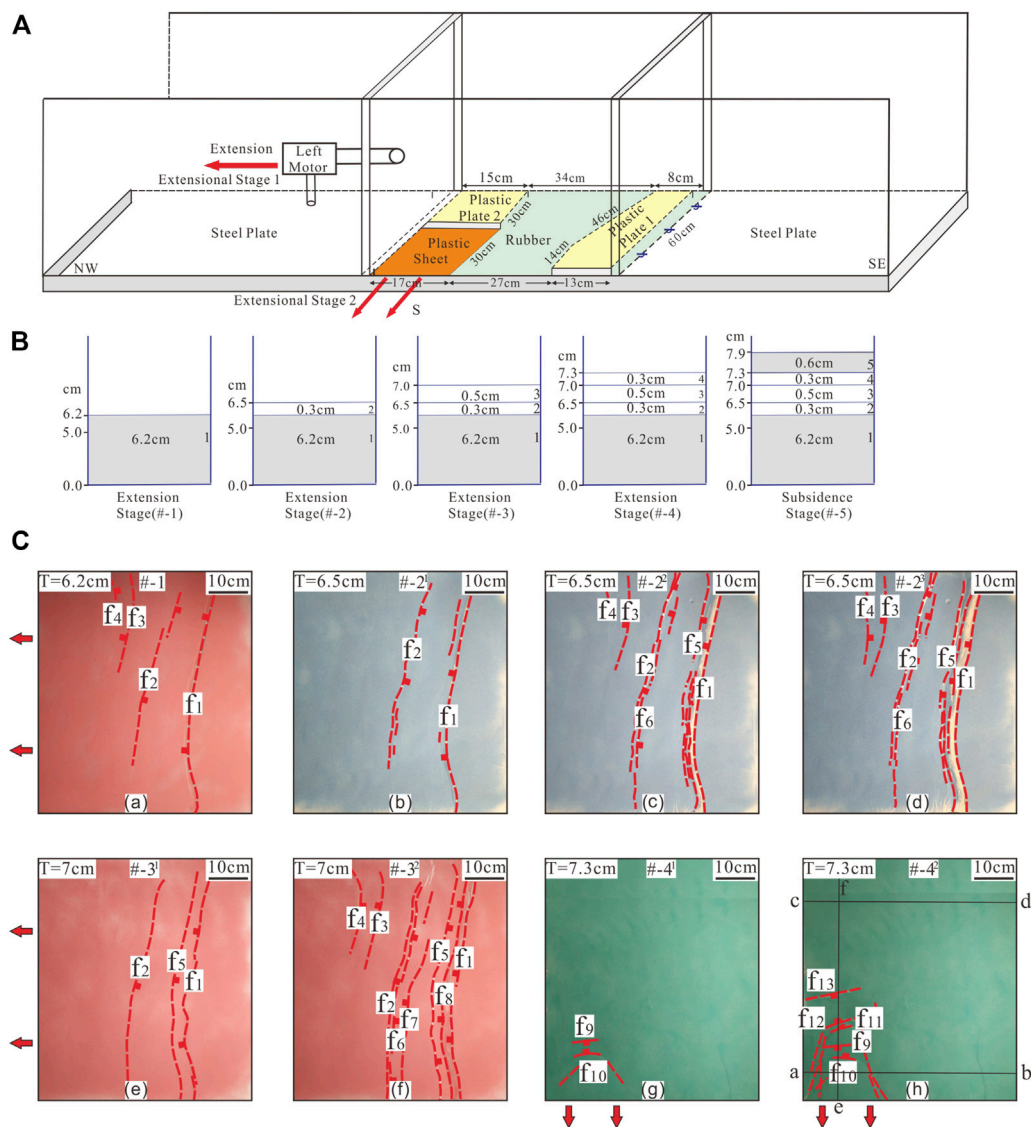 A
Extension
Extensional Stage 1
Left
Motor
15cm
34cm
8cm
Plastic
Plate 2
30cm
46cm
Plastic
Plate 1
Steel Plate
Plastic
Sheet
30cm
Rubber
14cm
60cm
Steel Plate
NW
SE
17cm
27cm
13cm
Extensional Stage 2
S
B
cm
6.2
5.0
0.0
6.2cm
1
Extension
Stage(#-1)
cm
6.5
5.0
0.0
0.3cm
2
6.2cm
1
Extension
Stage(#-2)
cm
7.0
6.5
5.0
0.0
0.5cm
3
0.3cm
2
6.2cm
1
Extension
Stage(#-3)
cm
7.3
7.0
6.5
5.0
0.0
0.3cm
4
0.5cm
3
0.3cm
2
6.2cm
1
Extension
Stage(#-4)
cm
7.9
7.3
7.0
6.5
5.0
0.0
0.6cm
5
0.3cm
4
0.5cm
3
0.3cm
2
6.2cm
1
Subsidence
Stage(#-5)
C
T=6.2cm #-1 10cm
f4 f3
f2
f1
(a)
T=6.5cm #-2¹ 10cm
f2
f1
(b)
T=6.5cm #-2² 10cm
f4 f3
f2 f5
f1
f6
(c)
T=6.5cm #-2³ 10cm
f4 f3
f2 f5
f1
f6
(d)
T=7cm #-3¹ 10cm
f2 f5
f1
(e)
T=7cm #-3² 10cm
f4 f3
f5
f1
f2 f8
f7
f6
(f)
T=7.3cm #-4¹ 10cm
f9
f10
(g)
T=7.3cm #-4² 10cm
f
c d
f13
f12 f11
f9
f10
a b
(h)
e